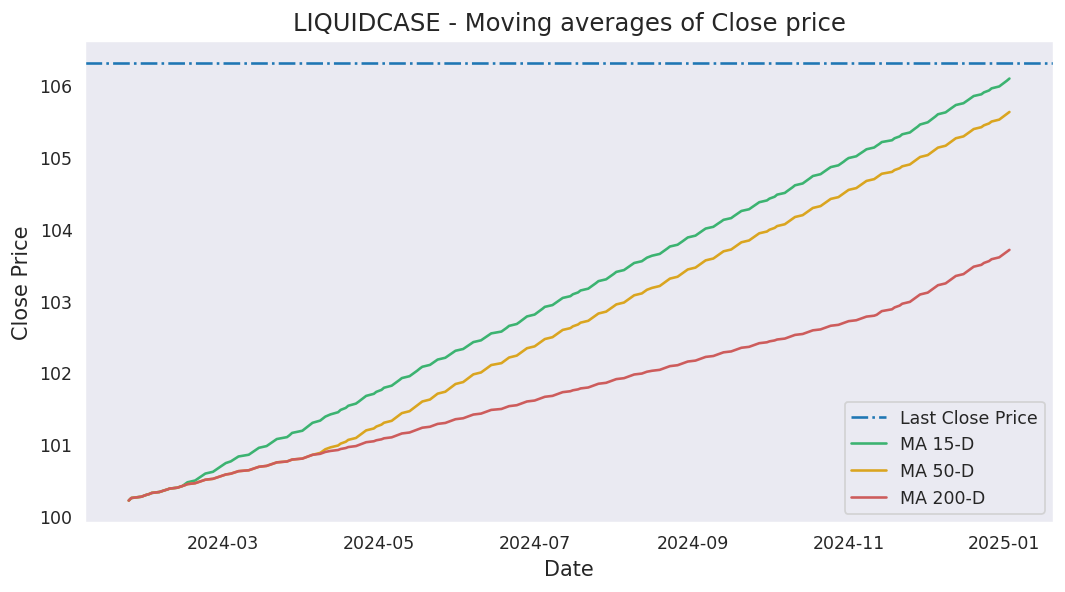 LIQUIDCASE - Moving averages of Close price
Close Price
106
105
104
103
102
101
100
Last Close Price
MA 15-D
MA 50-D
MA 200-D
2024-03 2024-05 2024-07 2024-09 2024-11 2025-01
Date